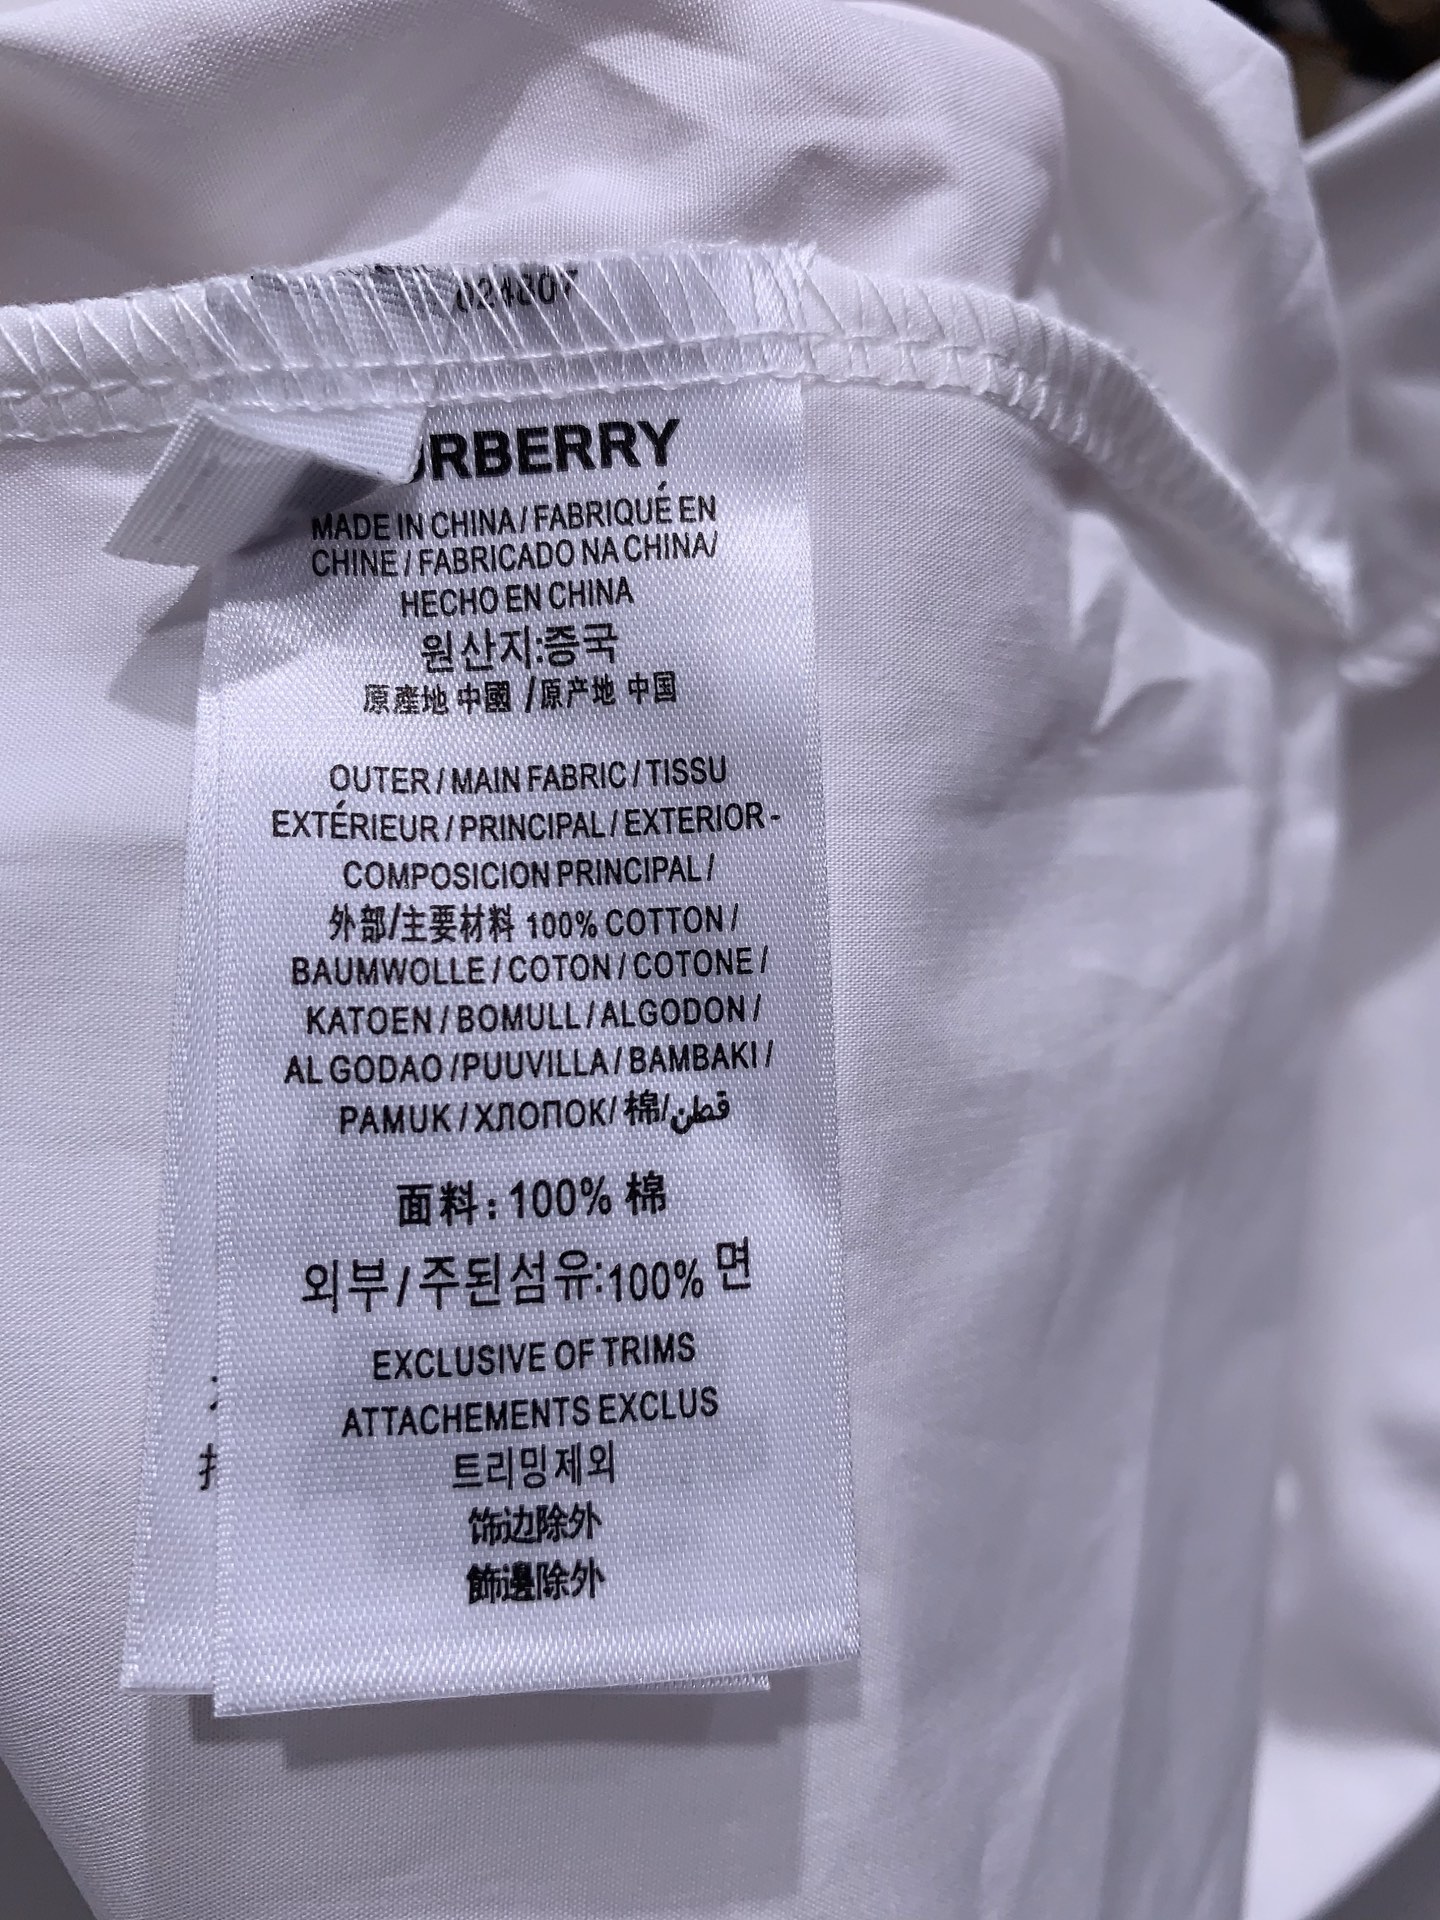 024807
URBERRY
MADE IN CHINA / FABRIQUÉ EN
CHINE / FABRICADO NA CHINA/
HECHO EN CHINA
원산지:중국
原產地 中國 /原产地 中国
OUTER / MAIN FABRIC / TISSU
EXTÉRIEUR / PRINCIPAL / EXTERIOR -
COMPOSICION PRINCIPAL /
外部/主要材料 100% COTTON /
BAUMWOLLE / COTON / COTONE /
KATOEN / BOMULL / ALGODON /
ALGODAO / PUUVILLA / BAMBAKI /
PAMUK / ХЛОПОК/ 棉/قطن
面料: 100% 棉
외부/주된섬유:100% 면
EXCLUSIVE OF TRIMS
ATTACHEMENTS EXCLUS
트리밍제외
饰边除外
飾邊除外